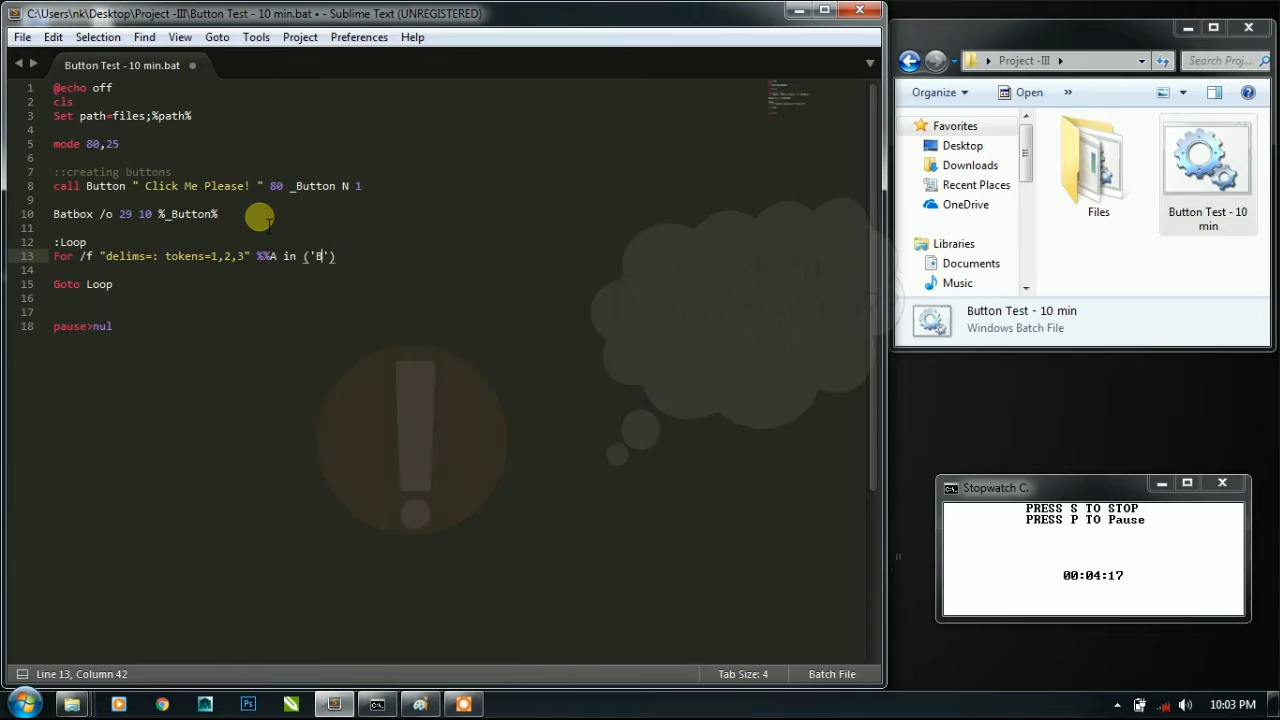 C:\Users\nk\Desktop\Project -III\Button Test - 10 min.bat • - Sublime Text (UNREGISTERED)
File Edit Selection Find View Goto Tools Project Preferences Help
Button Test - 10 min.bat
1 @echo off
2 cls
3 Set path=files;%path%
4
5 mode 80,25
6
7 ::creating buttons
8 call Button " Click Me Please! " 80 _Button N 1
9
10 Batbox /o 29 10 %_Button%
11
12 :Loop
13 For /f "delims=: tokens=1,2,3" %%A in ('B')
14
15 Goto Loop
16
17
18 pause>nul
Line 13, Column 42 Tab Size: 4 Batch File
Project -III Search Proj...
Organize Open »
Favorites
Desktop
Downloads
Recent Places
OneDrive
Libraries
Documents
Music
Files
Button Test - 10 min
Button Test - 10 min
Windows Batch File
Stopwatch C.
PRESS S TO STOP
PRESS P TO Pause
00:04:17
10:03 PM